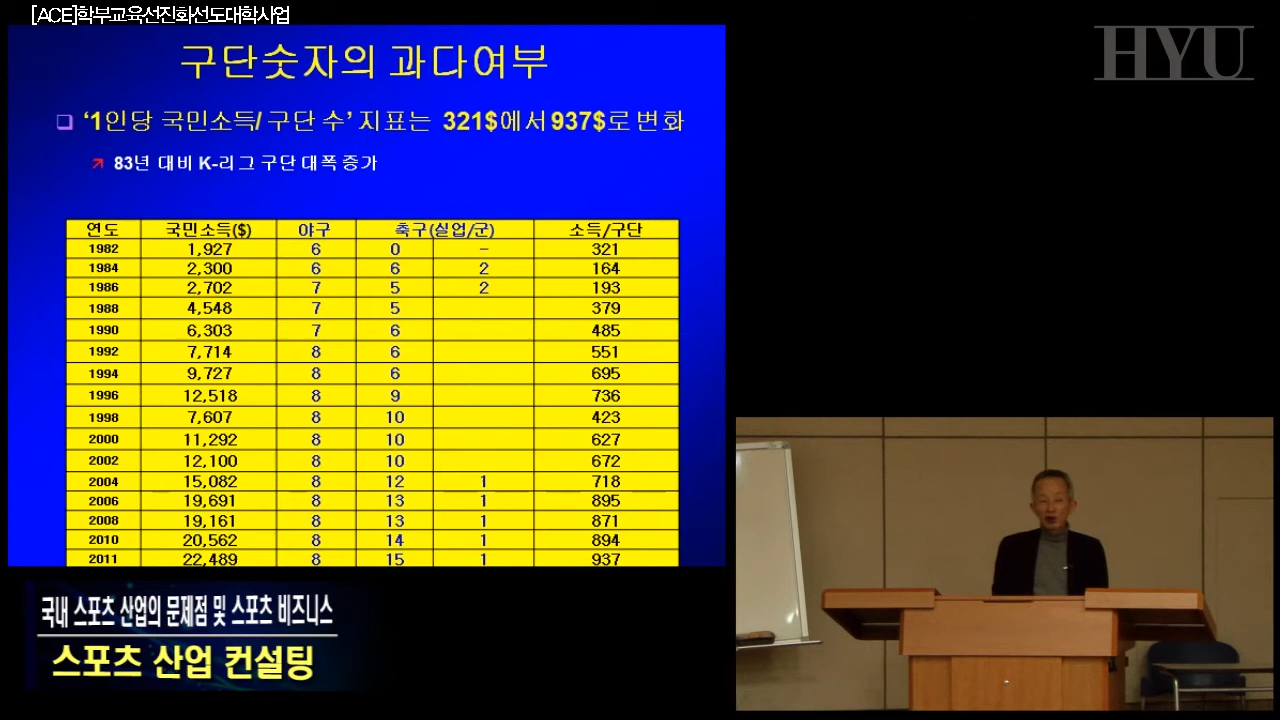 [ACE]학부교육선진화선도대학사업
HYU
구단숫자의 과다여부
❑ ‘1인당 국민소득/ 구단 수’ 지표는 321$에서 937$로 변화
83년 대비 K-리그 구단 대폭 증가
연도 국민소득($) 야구 축구(실업/군) 소득/구단
1982 1,927 6 0 – 321
1984 2,300 6 6 2 164
1986 2,702 7 5 2 193
1988 4,548 7 5 379
1990 6,303 7 6 485
1992 7,714 8 6 551
1994 9,727 8 6 695
1996 12,518 8 9 736
1998 7,607 8 10 423
2000 11,292 8 10 627
2002 12,100 8 10 672
2004 15,082 8 12 1 718
2006 19,691 8 13 1 895
2008 19,161 8 13 1 871
2010 20,562 8 14 1 894
2011 22,489 8 15 1 937
국내 스포츠 산업의 문제점 및 스포츠 비즈니스
스포츠 산업 컨설팅